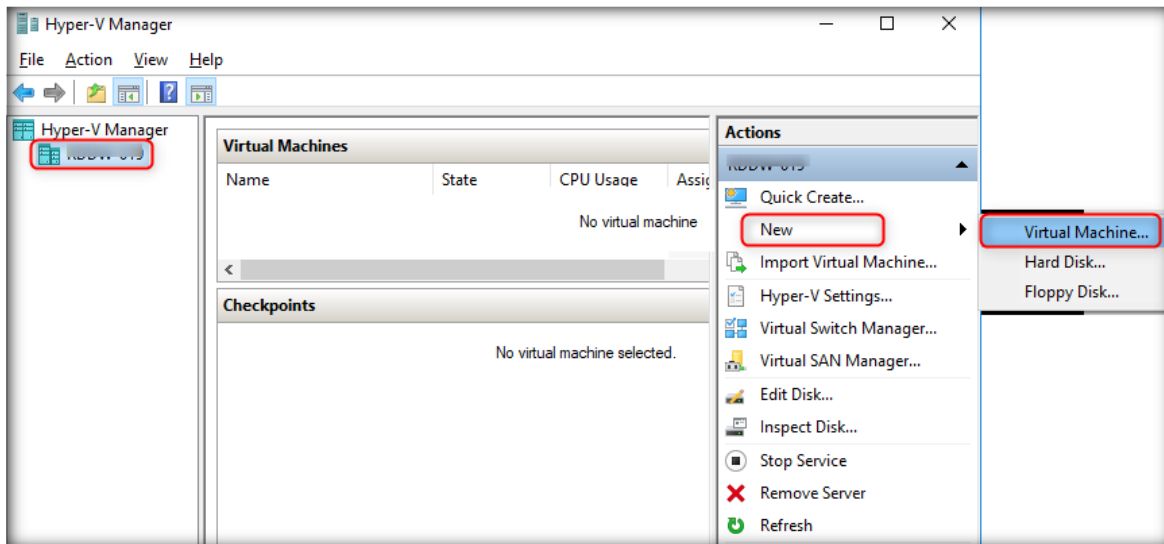 Hyper-V Manager
File Action View Help
Hyper-V Manager
Virtual Machines
Name State CPU Usage Assig
No virtual machine
Checkpoints
No virtual machine selected.
Actions
Quick Create...
New
Import Virtual Machine...
Hyper-V Settings...
Virtual Switch Manager...
Virtual SAN Manager...
Edit Disk...
Inspect Disk...
Stop Service
Remove Server
Refresh
Virtual Machine...
Hard Disk...
Floppy Disk...